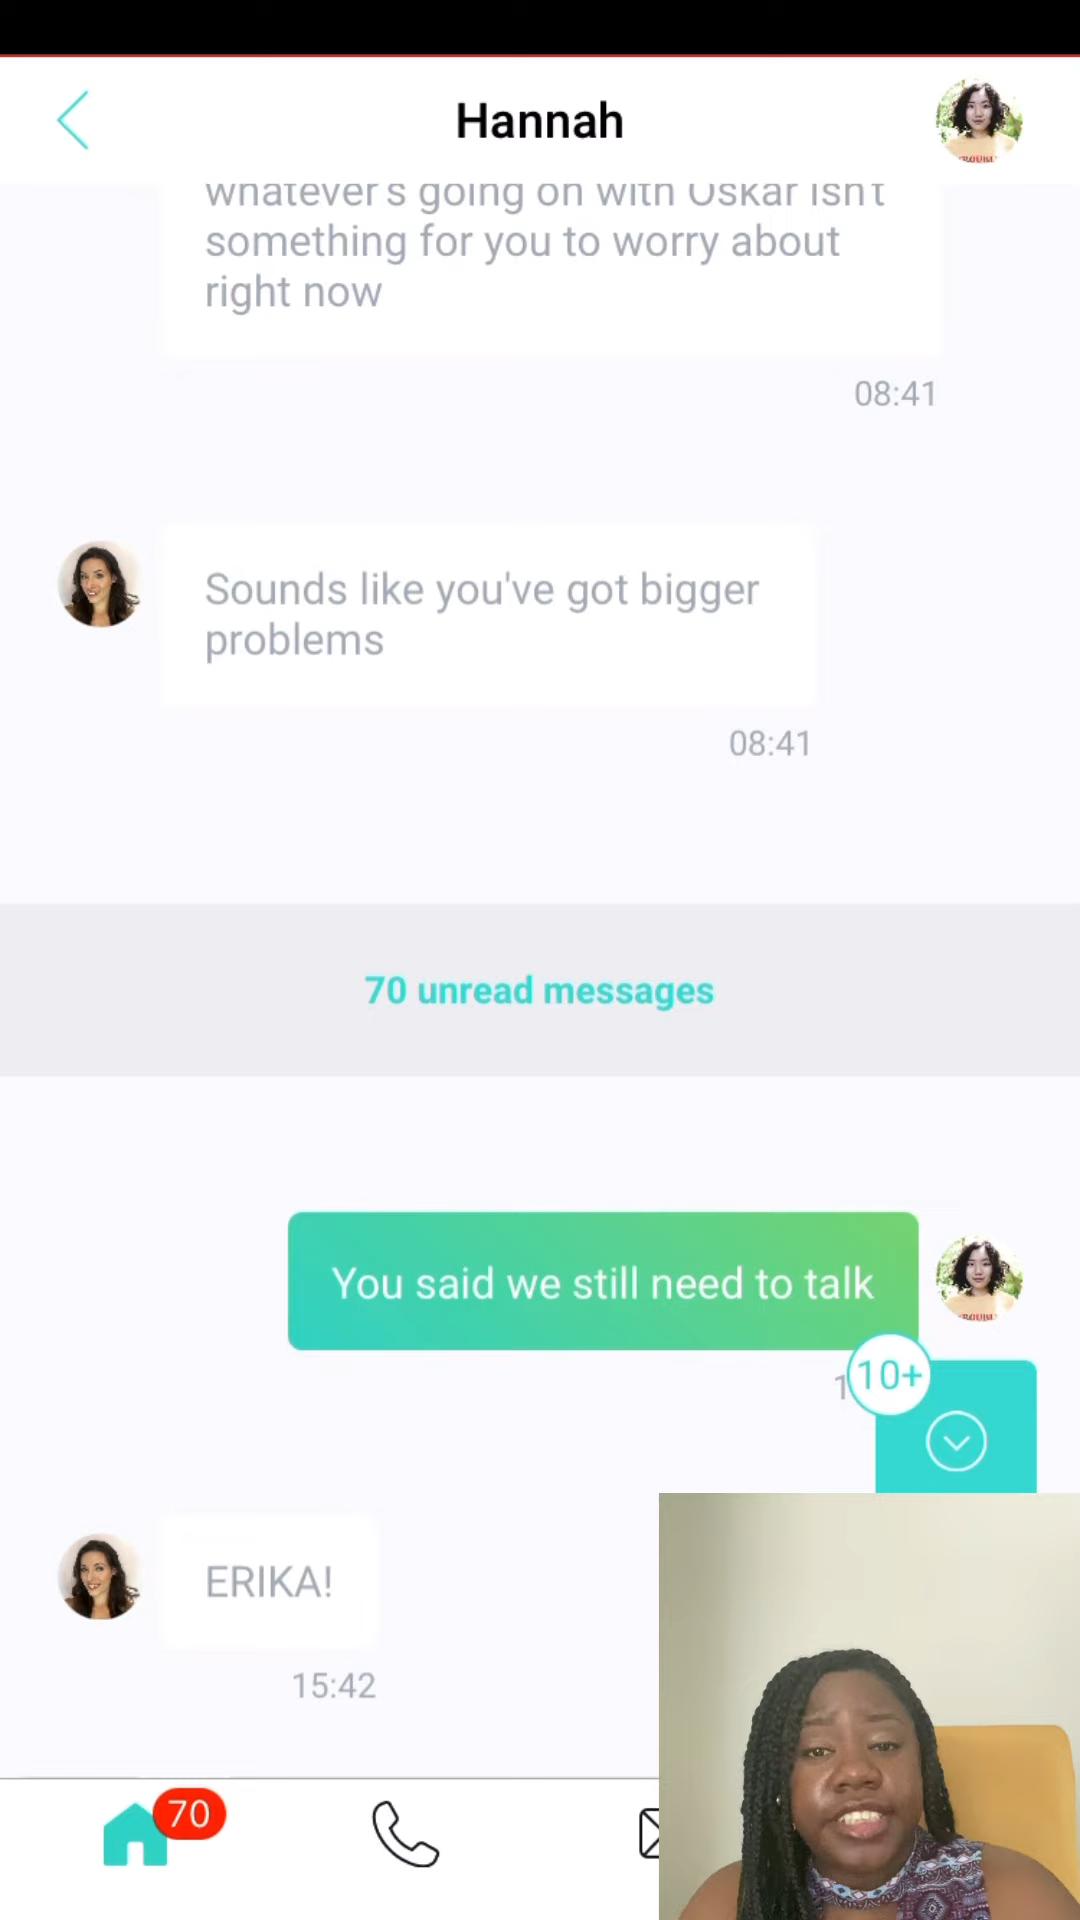 Hannah
whatever's going on with Oskar isn't
something for you to worry about
right now
08:41
Sounds like you've got bigger
problems
08:41
70 unread messages
You said we still need to talk
10+
ERIKA!
15:42
70